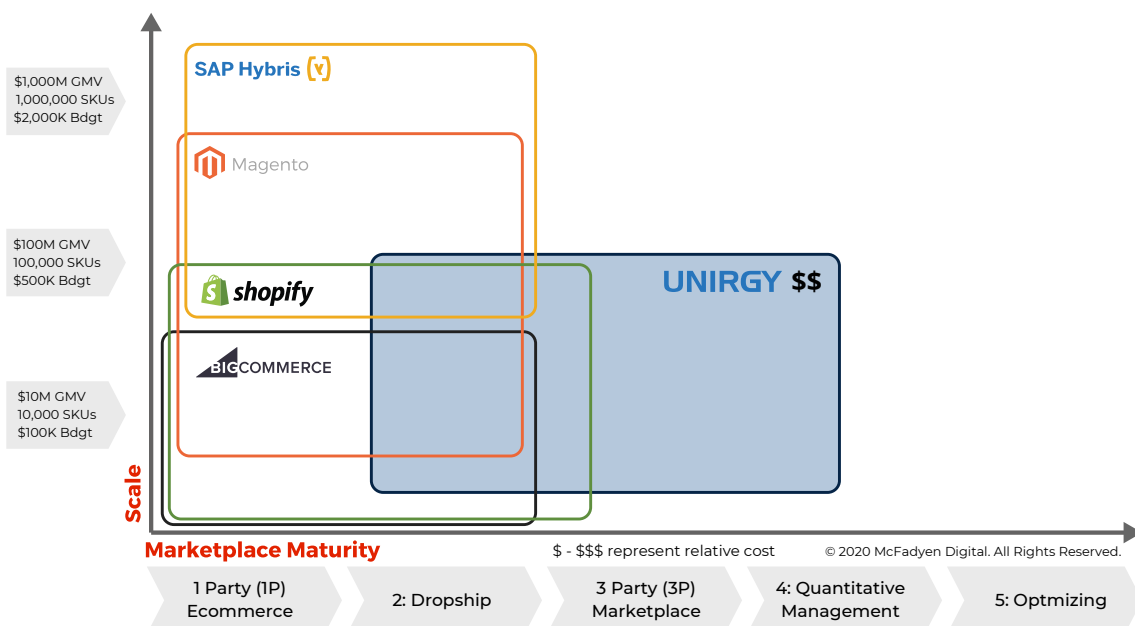 SAP Hybris
$1,000M GMV
1,000,000 SKUs
$2,000K Bdgt
Magento
$100M GMV
100,000 SKUs
$500K Bdgt
UNIRGY $$
shopify
BIGCOMMERCE
$10M GMV
10,000 SKUs
$100K Bdgt
Scale
Marketplace Maturity
$ - $$$ represent relative cost
© 2020 McFadyen Digital. All Rights Reserved.
1 Party (1P)
Ecommerce
2: Dropship
3 Party (3P)
Marketplace
4: Quantitative
Management
5: Optmizing